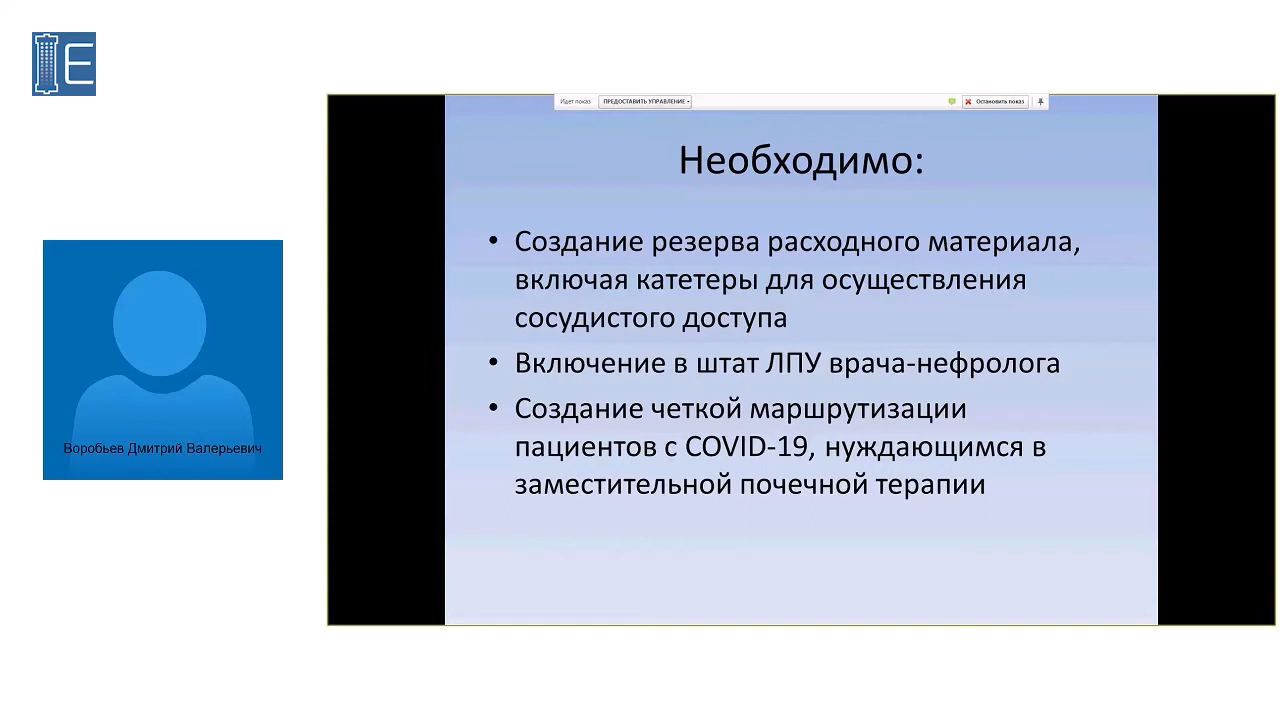 E
Идет показ ПРЕДОСТАВИТЬ УПРАВЛЕНИЕ Остановить показ
Необходимо:
• Создание резерва расходного материала,
включая катетеры для осуществления
сосудистого доступа
• Включение в штат ЛПУ врача-нефролога
• Создание четкой маршрутизации
пациентов с COVID-19, нуждающимся в
заместительной почечной терапии
Воробьев Дмитрий Валерьевич